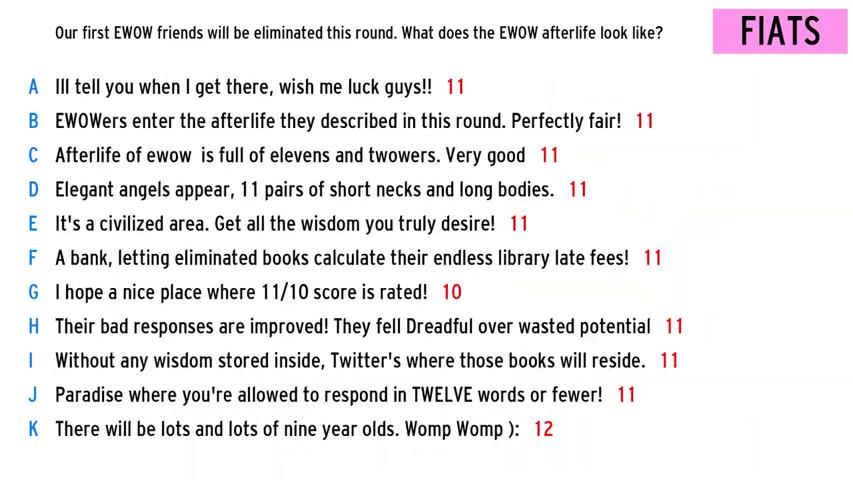 Our first EWOW friends will be eliminated this round. What does the EWOW afterlife look like?
FIATS
A Ill tell you when I get there, wish me luck guys!! 11
B EWOWers enter the afterlife they described in this round. Perfectly fair! 11
C Afterlife of ewow  is full of elevens and twowers. Very good 11
D Elegant angels appear, 11 pairs of short necks and long bodies. 11
E It's a civilized area. Get all the wisdom you truly desire! 11
F A bank, letting eliminated books calculate their endless library late fees! 11
G I hope a nice place where 11/10 score is rated! 10
H Their bad responses are improved! They fell Dreadful over wasted potential 11
I Without any wisdom stored inside, Twitter's where those books will reside. 11
J Paradise where you're allowed to respond in TWELVE words or fewer! 11
K There will be lots and lots of nine year olds. Womp Womp ): 12